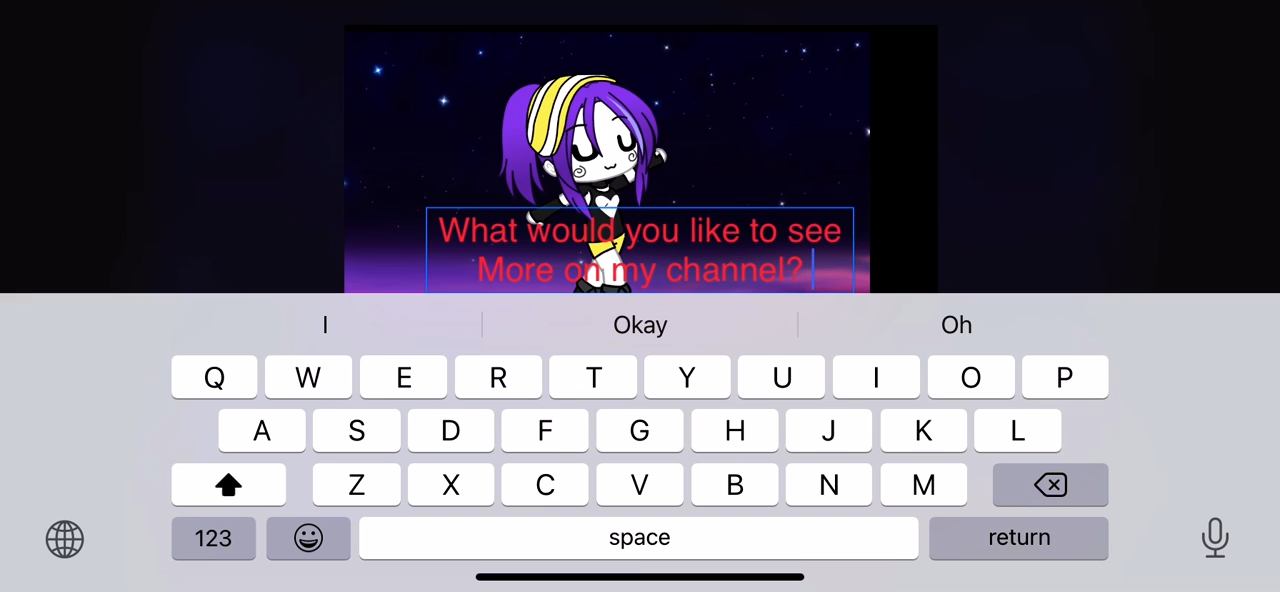 What would you like to see
More on my channel?
I Okay Oh
Q W E R T Y U I O P
A S D F G H J K L
Z X C V B N M
123 space return